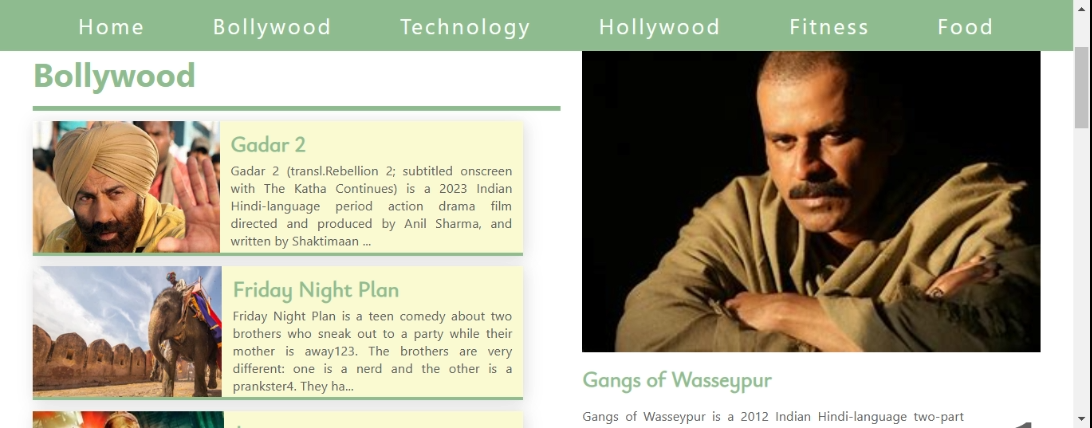 Home Bollywood Technology Hollywood Fitness Food
Bollywood
Gadar 2
Gadar 2 (transl.Rebellion 2; subtitled onscreen
with The Katha Continues) is a 2023 Indian
Hindi-language period action drama film
directed and produced by Anil Sharma, and
written by Shaktimaan ...
Friday Night Plan
Friday Night Plan is a teen comedy about two
brothers who sneak out to a party while their
mother is away123. The brothers are very
different: one is a nerd and the other is a
prankster4. They ha...
Gangs of Wasseypur
Gangs of Wasseypur is a 2012 Indian Hindi-language two-part